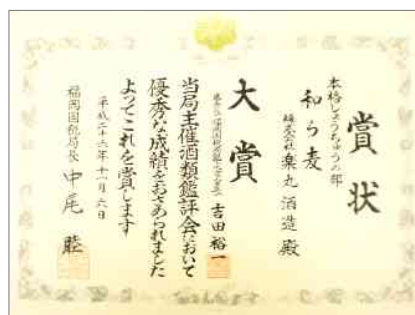 賞状
本格しょうちゅうの部
和ら麦
株式会社楽丸酒造 殿
大賞
吉田裕一
当局主催酒類鑑評会において
優秀な成績をおさめられました
よってこれを賞します
平成二十六年十一月六日
福岡国税局長 中尾 睦